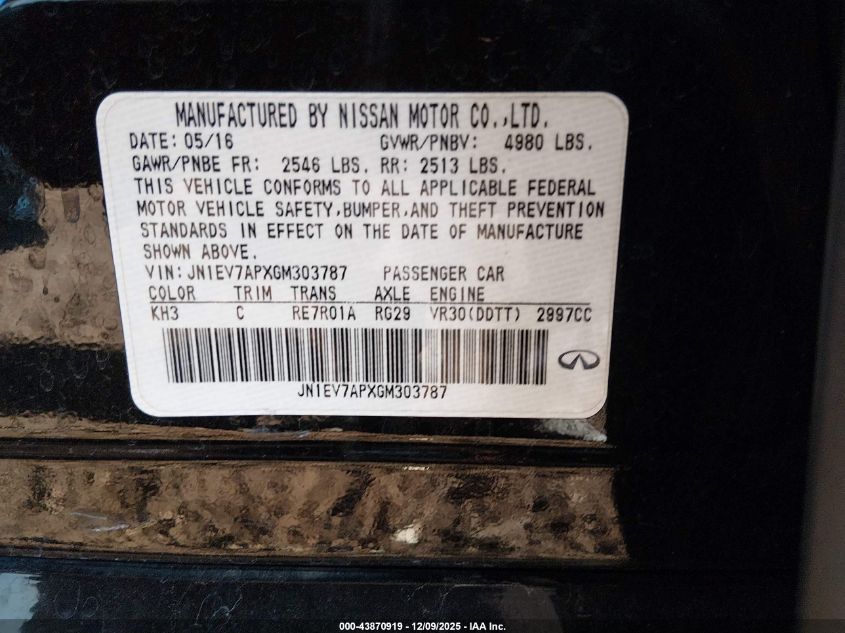 MANUFACTURED BY NISSAN MOTOR CO.,LTD.
DATE: 05/16 GVWR/PNBV: 4980 LBS.
GAWR/PNBE FR: 2546 LBS. RR: 2513 LBS.
THIS VEHICLE CONFORMS TO ALL APPLICABLE FEDERAL
MOTOR VEHICLE SAFETY,BUMPER,AND THEFT PREVENTION
STANDARDS IN EFFECT ON THE DATE OF MANUFACTURE
SHOWN ABOVE.
VIN: JN1EV7APXGM303787 PASSENGER CAR
COLOR TRIM TRANS AXLE ENGINE
KH3 C RE7R01A RG29 VR30(DDTT) 2997CC
JN1EV7APXGM303787
000-43870919 - 12/09/2025 - IAA Inc.